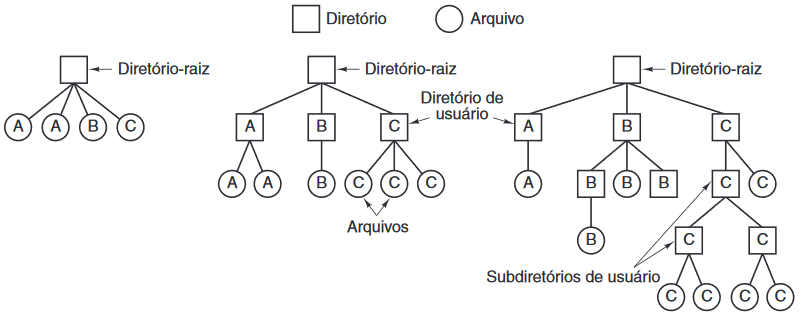 Diretório
Arquivo
Diretório-raiz
A A B C
Diretório-raiz
Diretório de
usuário
A B C
A A B C C C
Arquivos
Diretório-raiz
A B C
A B B B C C
B C C
Subdiretórios de usuário
C C C C